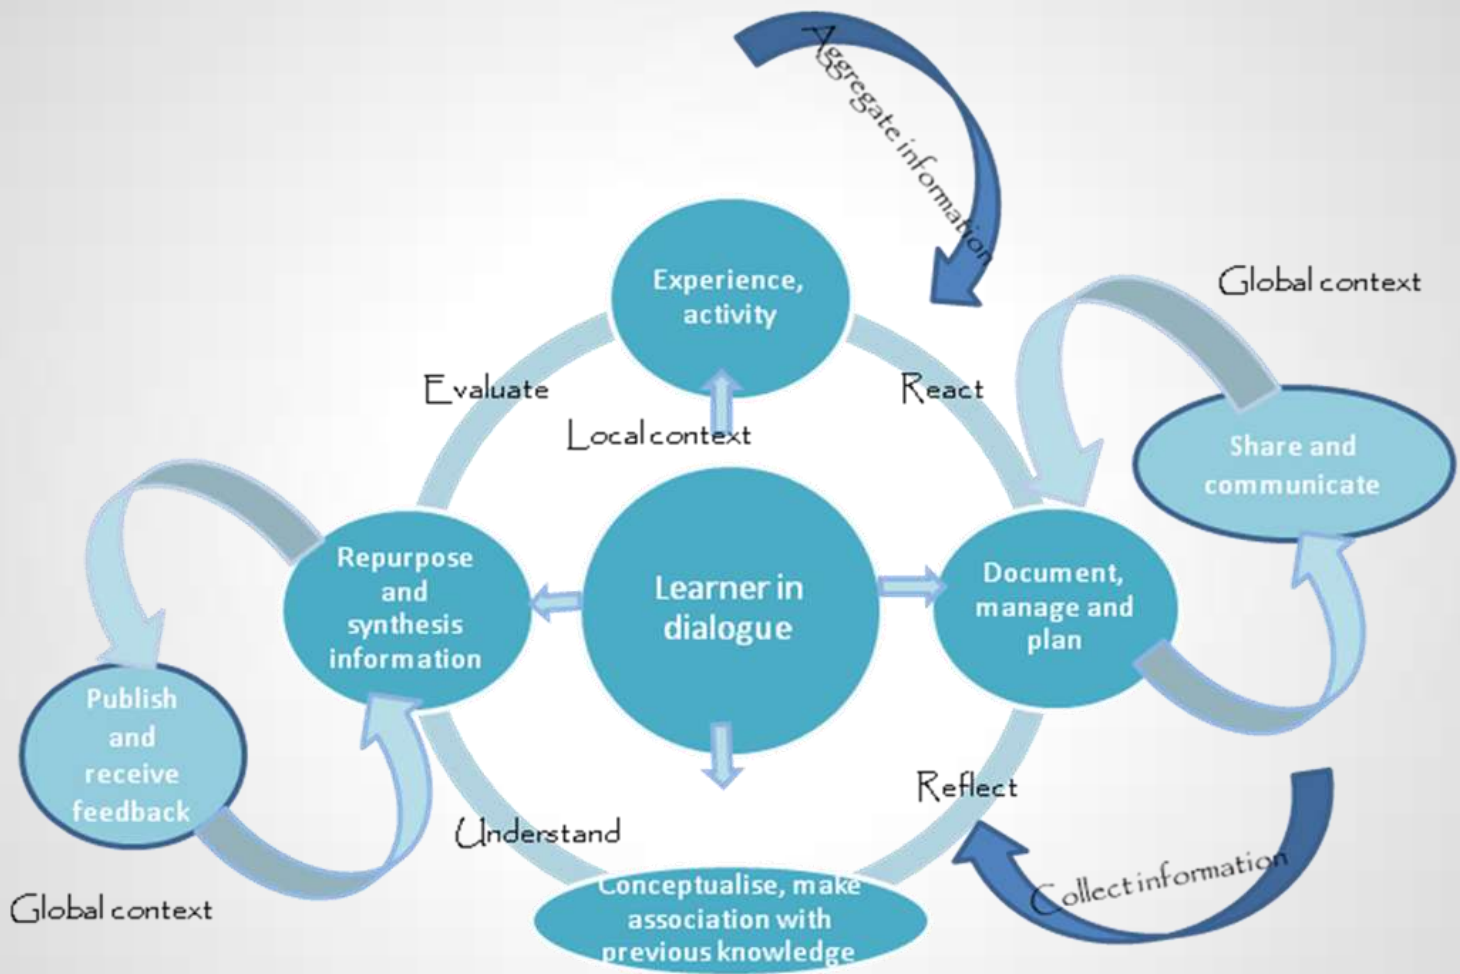 Aggregate information
Experience,
activity
Global context
Evaluate
React
Local context
Share and
communicate
Repurpose
and
synthesis
information
Learner in
dialogue
Document,
manage and
plan
Publish
and
receive
feedback
Reflect
Understand
Collect information
Global context
Conceptualise, make
association with
previous knowledge